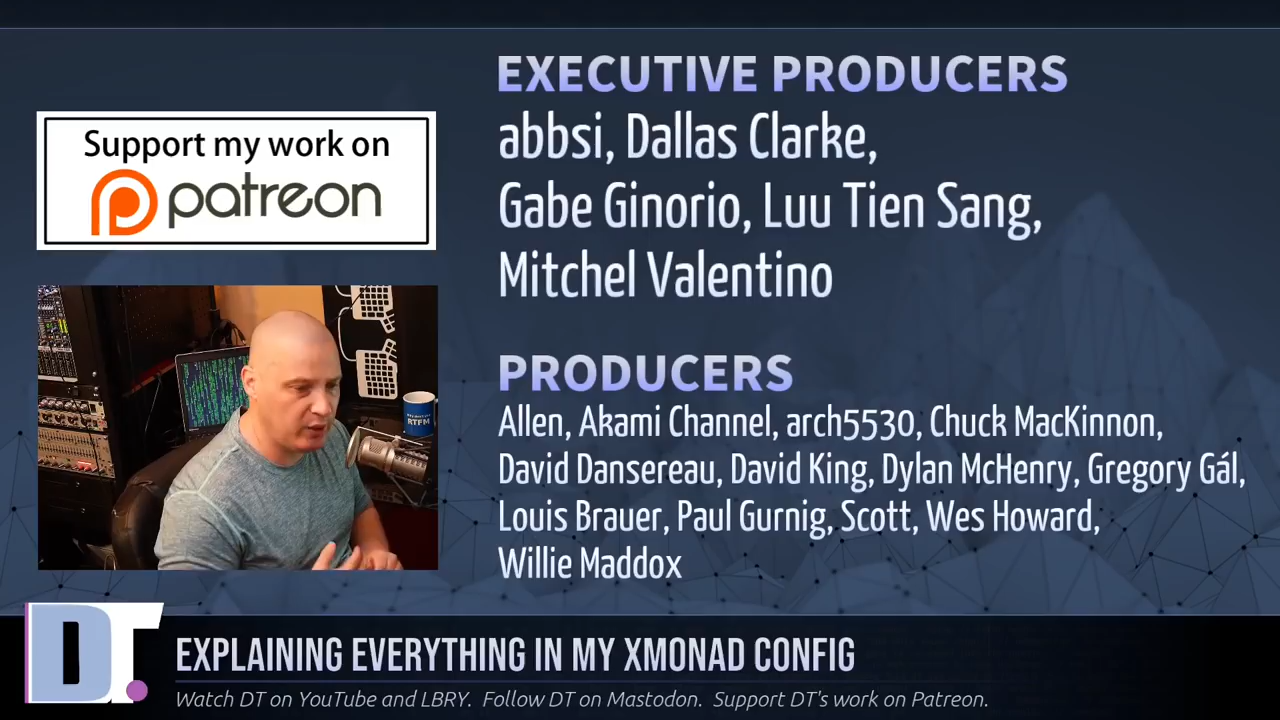 EXECUTIVE PRODUCERS
abbsi, Dallas Clarke,
Gabe Ginorio, Luu Tien Sang,
Mitchel Valentino
Support my work on
patreon
PRODUCERS
Allen, Akami Channel, arch5530, Chuck MacKinnon,
David Dansereau, David King, Dylan McHenry, Gregory Gál,
Louis Brauer, Paul Gurnig, Scott, Wes Howard,
Willie Maddox
RTFM
DT.
EXPLAINING EVERYTHING IN MY XMONAD CONFIG
Watch DT on YouTube and LBRY. Follow DT on Mastodon. Support DT's work on Patreon.